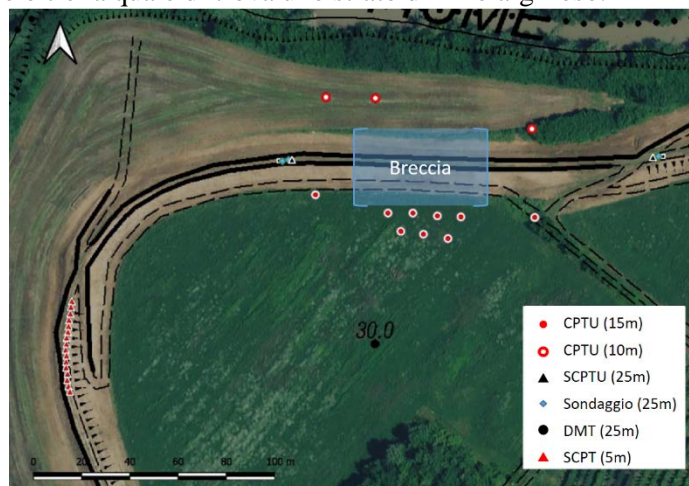 FIUME
Breccia
30.0
CPTU (15m)
CPTU (10m)
SCPTU (25m)
Sondaggio (25m)
DMT (25m)
SCPT (5m)
0 20 40 60 80 100 m